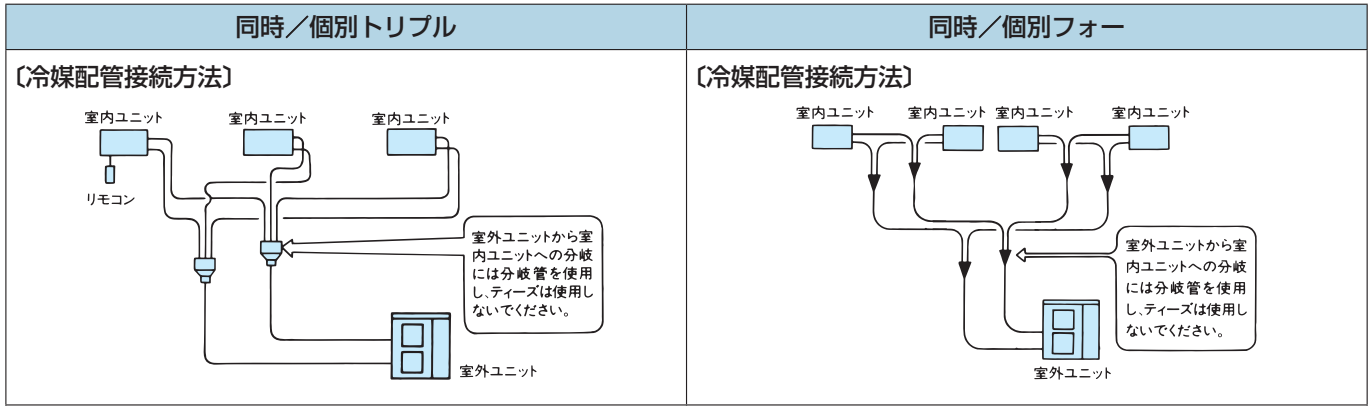 同時／個別トリプル
〔冷媒配管接続方法〕
室内ユニット
室内ユニット
室内ユニット
リモコン
室外ユニットから室
内ユニットへの分岐
には分岐管を使用
し、ティーズは使用し
ないでください。
室外ユニット
同時／個別フォー
〔冷媒配管接続方法〕
室内ユニット
室内ユニット
室内ユニット
室内ユニット
室外ユニットから室
内ユニットへの分岐
には分岐管を使用
し、ティーズは使用し
ないでください。
室外ユニット